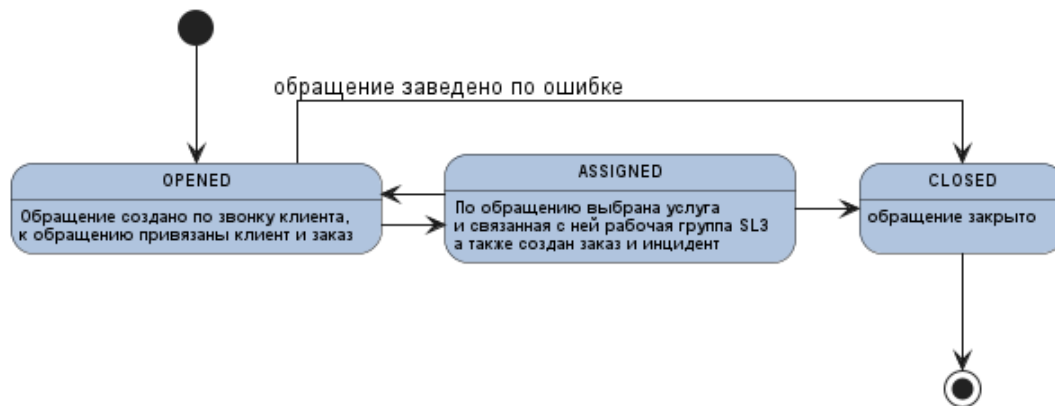 обращение заведено по ошибке
OPENED
Обращение создано по звонку клиента,
к обращению привязаны клиент и заказ
ASSIGNED
По обращению выбрана услуга
и связанная с ней рабочая группа SL3
а также создан заказ и инцидент
CLOSED
обращение закрыто